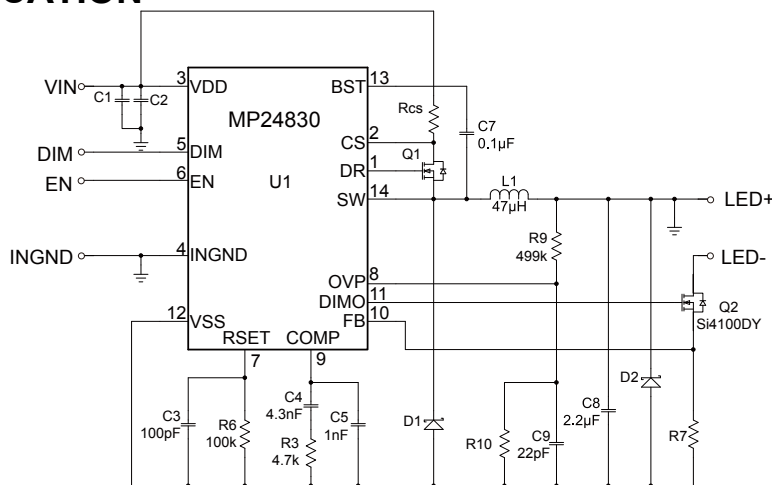 CATION
VIN
C1
C2
3
VDD
BST
13
MP24830
Rcs
C7
0.1µF
CS
2
DIM
5
DIM
Q1
DR
1
EN
6
EN
U1
SW
14
L1
47µH
LED+
R9
499k
INGND
4
INGND
LED-
OVP
8
DIMO
11
Q2
Si4100DY
12
VSS
FB
10
RSET
COMP
7
9
C3
100pF
R6
100k
C4
4.3nF
R3
4.7k
C5
1nF
D1
R10
C9
22pF
C8
2.2µF
D2
R7